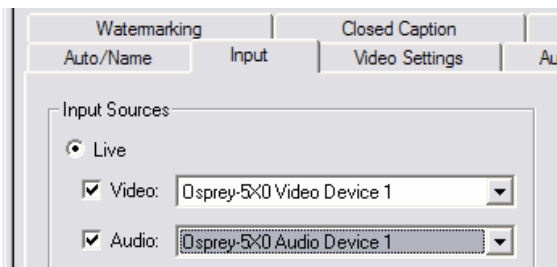 Watermarking Closed Caption
Auto/Name Input Video Settings Au
Input Sources
Live
Video: Osprey-5X0 Video Device 1
Audio: Osprey-5X0 Audio Device 1